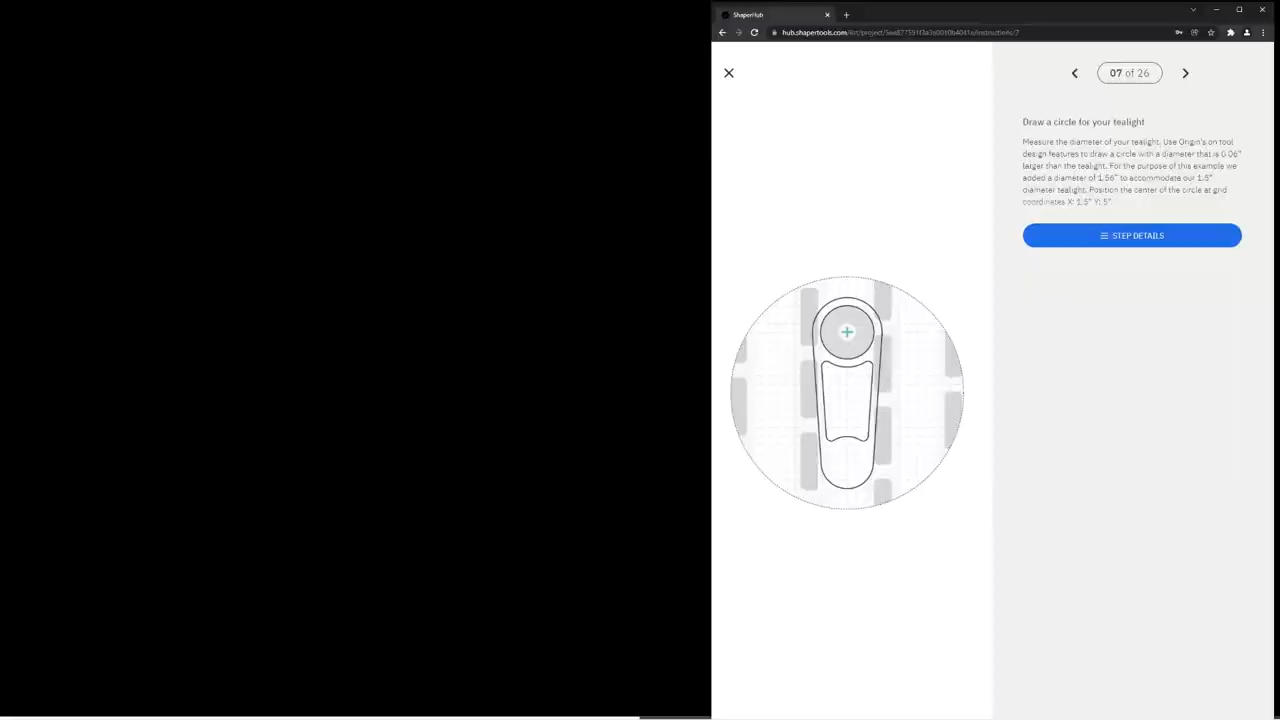 ShaperHub
07 of 26
Draw a circle for your tealight
Measure the diameter of your tealight. Use Origin's on tool
design features to draw a circle with a diameter that is 0.06"
larger than the tealight. For the purpose of this example we
added a diameter of 1.56" to accommodate our 1.5"
diameter tealight. Position the center of the circle at grid
coordinates X: 1.5" Y: 5".
STEP DETAILS